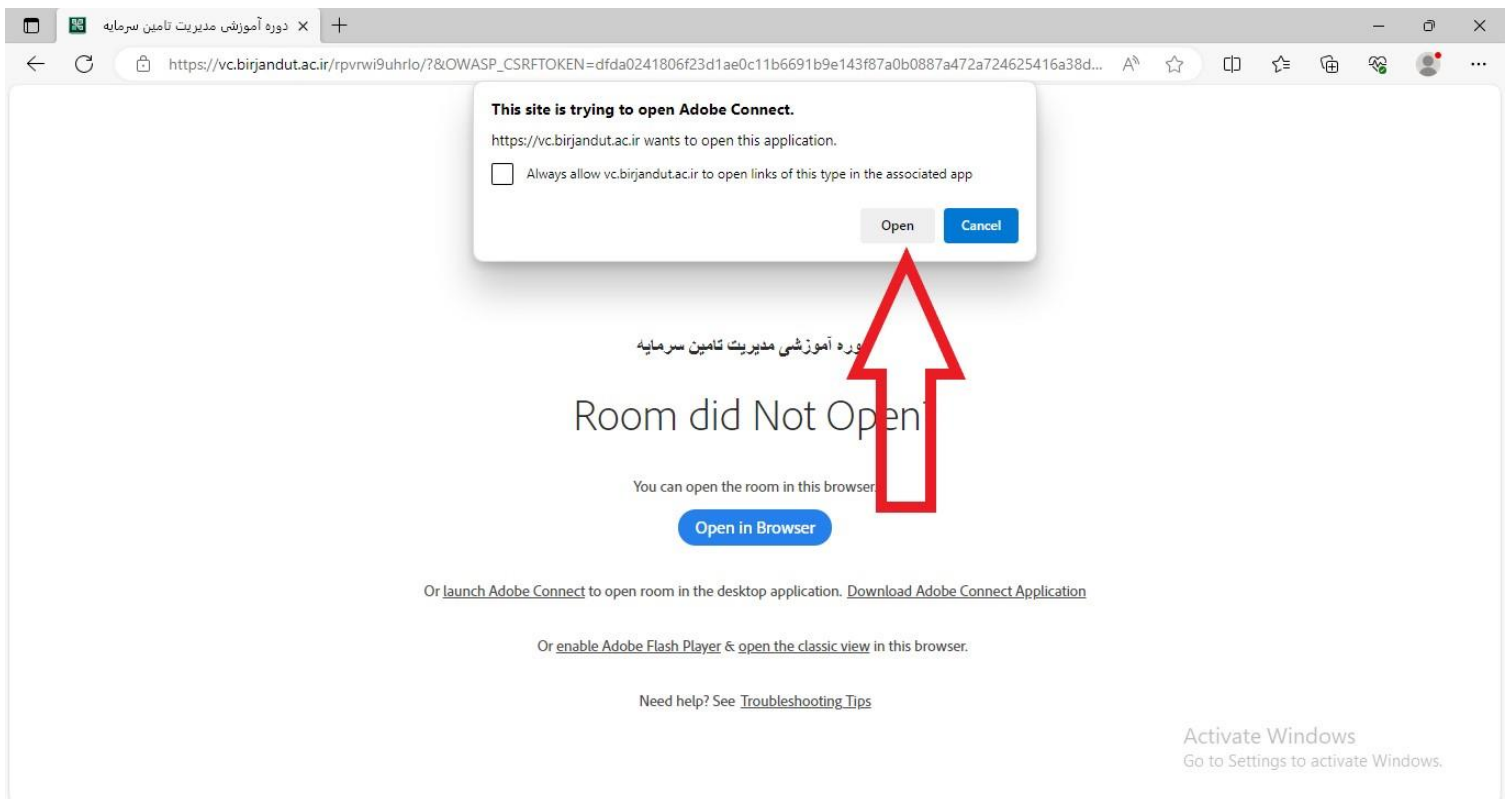 دوره آموزشی مدیریت تامین سرمایه
https://vc.birjandut.ac.ir/rpvrwi9uhrlo/?&OWASP_CSRFTOKEN=dfda0241806f23d1ae0c11b6691b9e143f87a0b0887a472a724625416a38d...
This site is trying to open Adobe Connect.
https://vc.birjandut.ac.ir wants to open this application.
Always allow vc.birjandut.ac.ir to open links of this type in the associated app
Open Cancel
وره آموزشی مدیریت تامین سرمایه
Room did Not Open?
You can open the room in this browser.
Open in Browser
Or launch Adobe Connect to open room in the desktop application. Download Adobe Connect Application
Or enable Adobe Flash Player & open the classic view in this browser.
Need help? See Troubleshooting Tips
Activate Windows
Go to Settings to activate Windows.